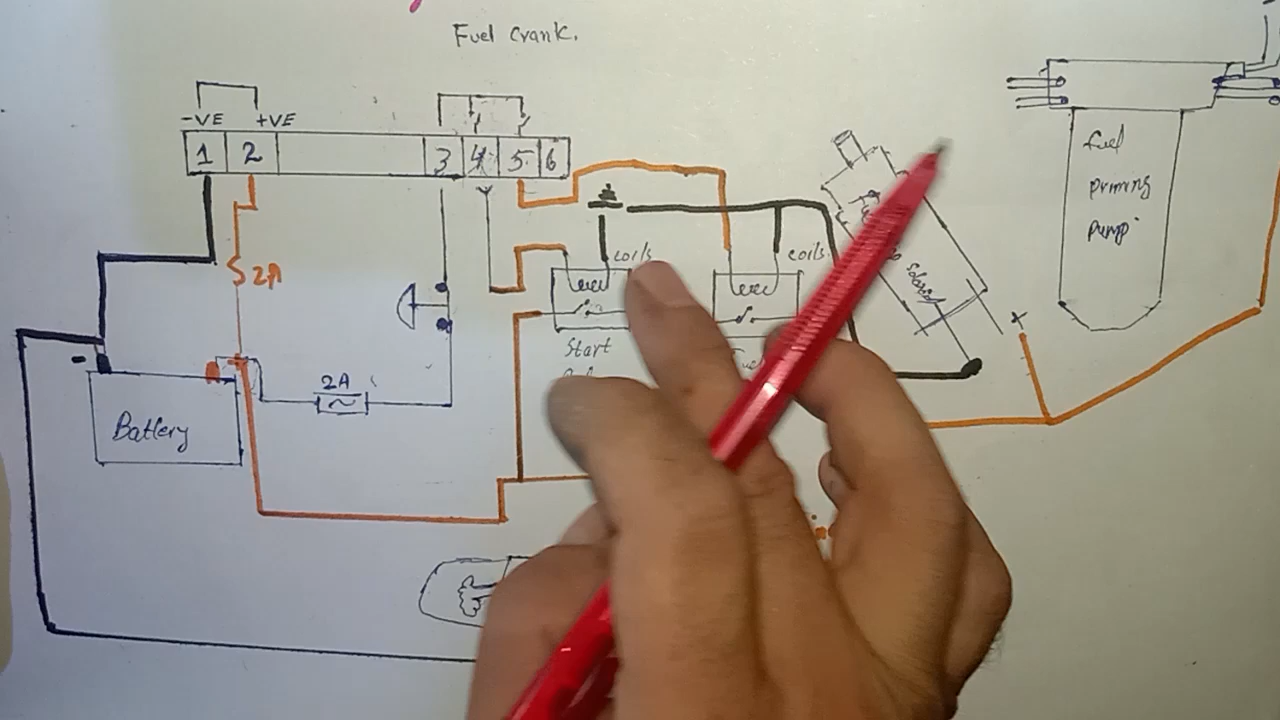 Fuel Crank.
-VE +VE
1 2 3 4 5 6
2A
coils
coils
+
fuel
priming
pump
Start
-
2A
Battery